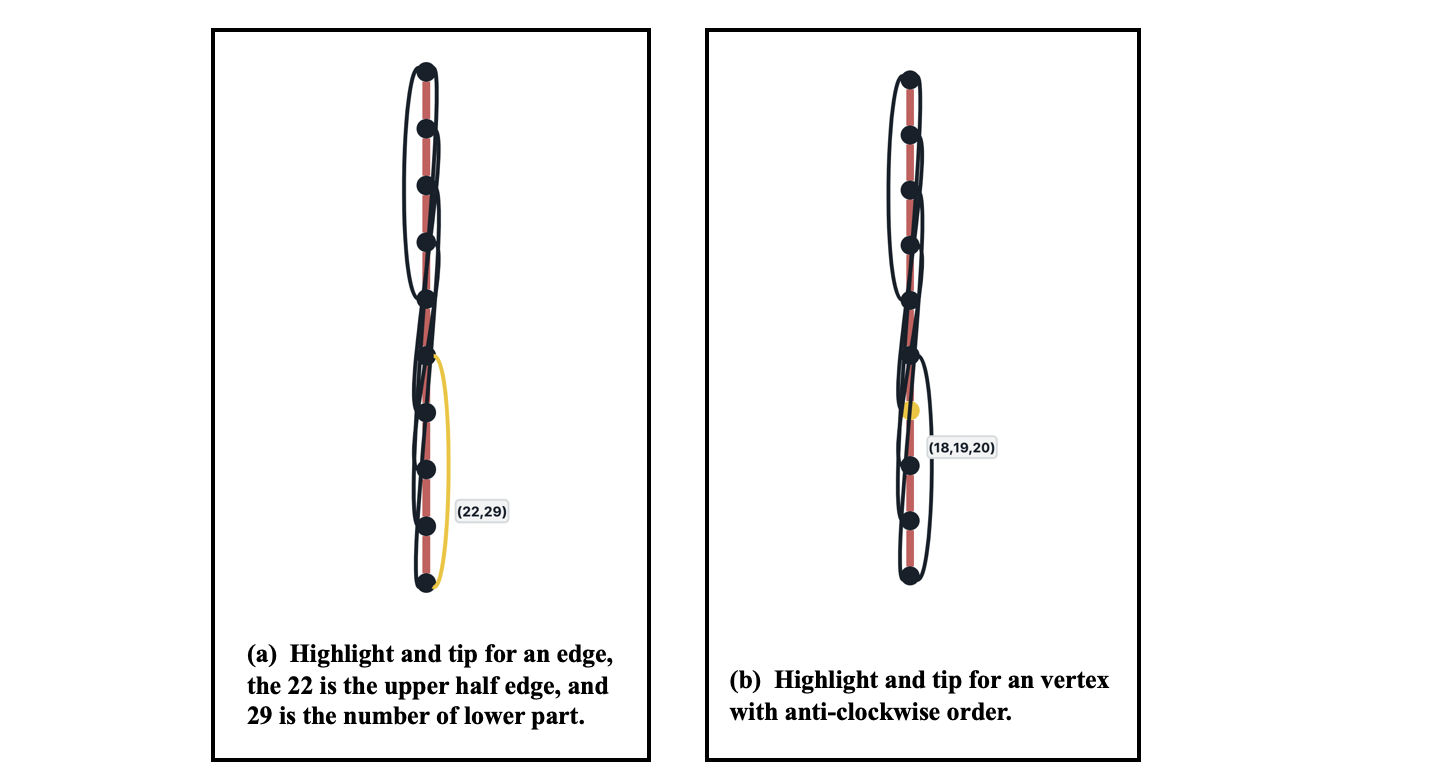 (22,29)
(a) Highlight and tip for an edge,
the 22 is the upper half edge, and
29 is the number of lower part.
(18,19,20)
(b) Highlight and tip for an vertex
with anti-clockwise order.